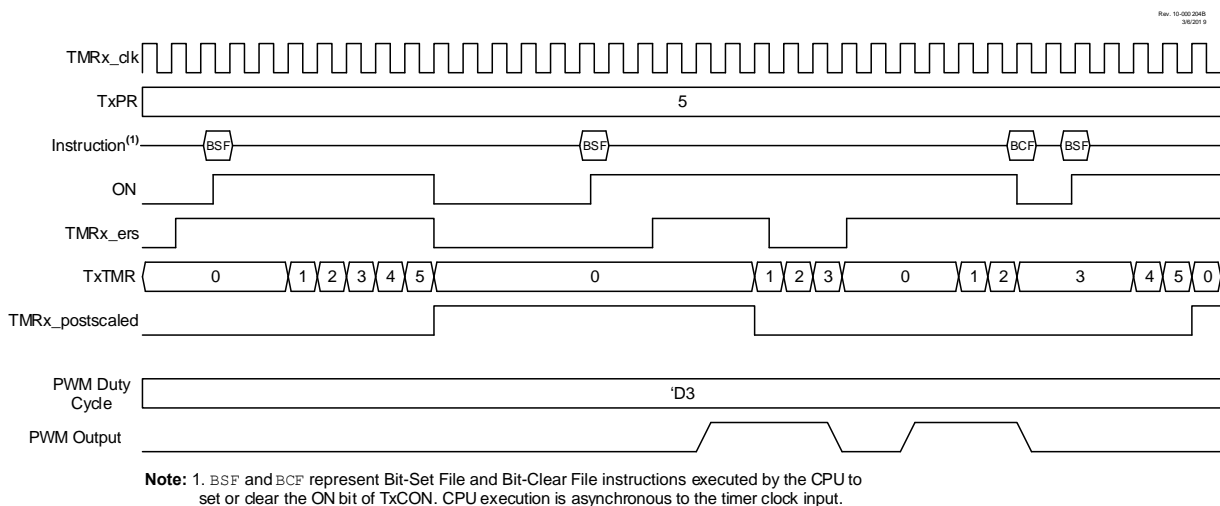 Rev. 10-000 204B
3/6/201 9
TMRx_clk
TxPR
5
Instruction(1)
BSF
BSF
BCF
BSF
ON
TMRx_ers
TxTMR
0
1
2
3
4
5
0
1
2
3
0
1
2
3
4
5
0
TMRx_postscaled
PWM Duty
Cycle
'D3
PWM Output
Note: 1. BSF and BCF represent Bit-Set File and Bit-Clear File instructions executed by the CPU to
set or clear the ON bit of TxCON. CPU execution is asynchronous to the timer clock input.